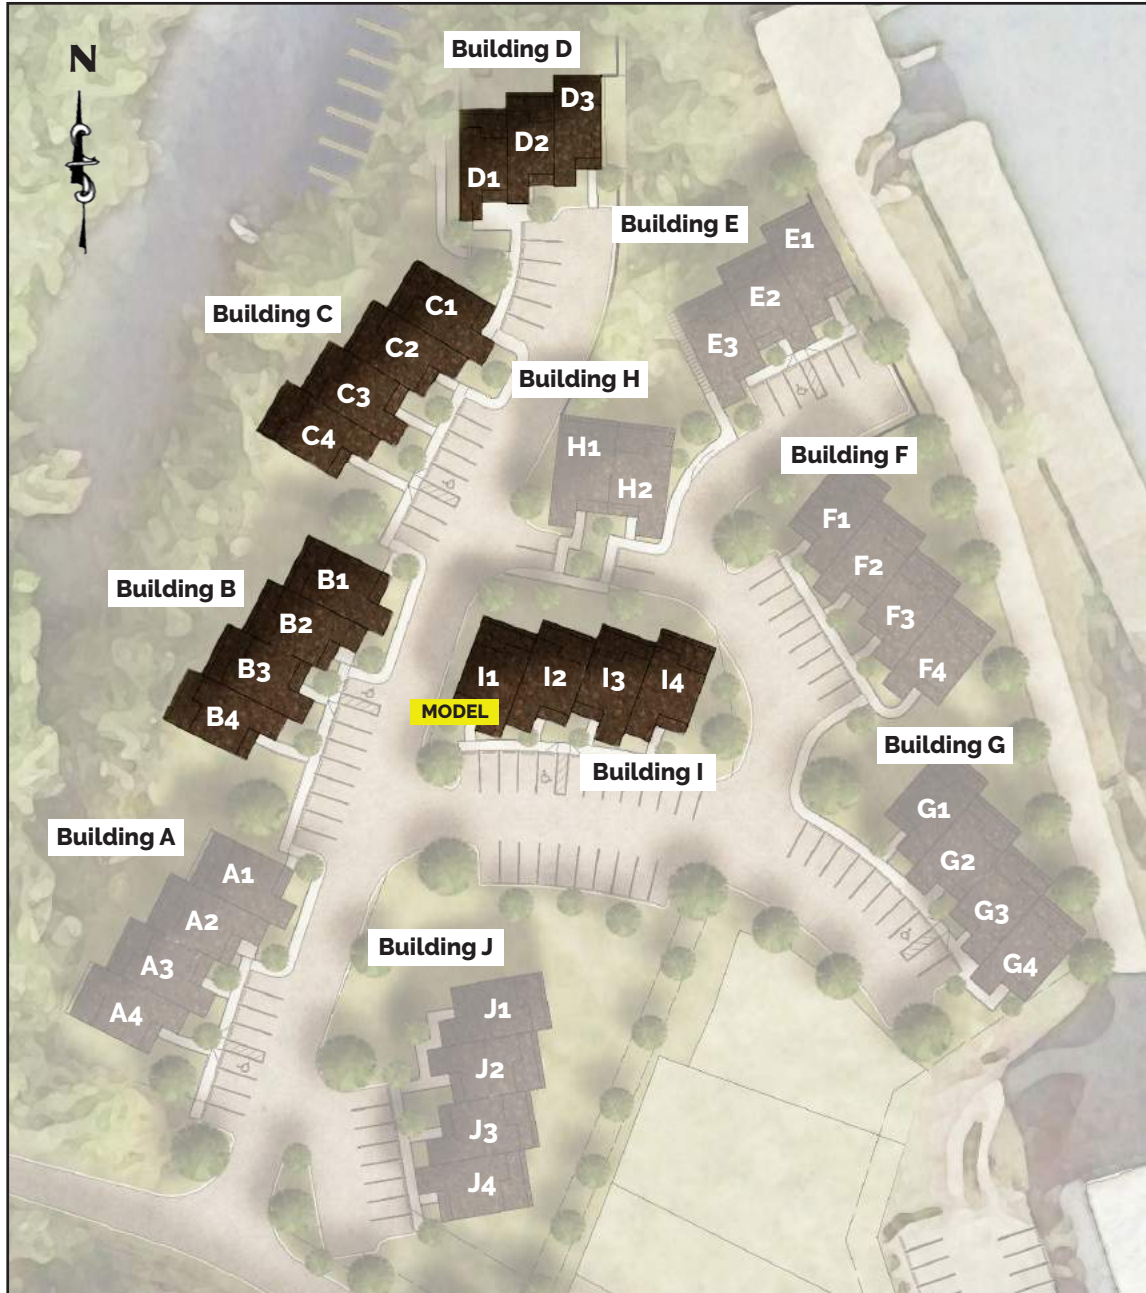 N
Building D
D3
D2
D1
Building E
E1
E2
E3
Building C
C1
C2
C3
C4
Building H
H1
H2
Building F
F1
F2
F3
F4
Building B
B1
B2
B3
B4
I1
I2
I3
I4
MODEL
Building I
Building G
G1
G2
G3
G4
Building A
A1
A2
A3
A4
Building J
J1
J2
J3
J4